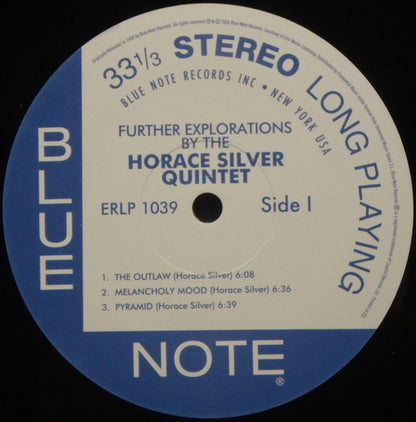 33 1/3 STEREO LONG PLAYING
BLUE NOTE RECORDS INC • NEW YORK USA
FURTHER EXPLORATIONS
BY THE
HORACE SILVER
QUINTET
ERLP 1039
Side I
1. THE OUTLAW (Horace Silver) 6:08
2. MELANCHOLY MOOD (Horace Silver) 6:36
3. PYRAMID (Horace Silver) 6:39
BLUE
NOTE
®